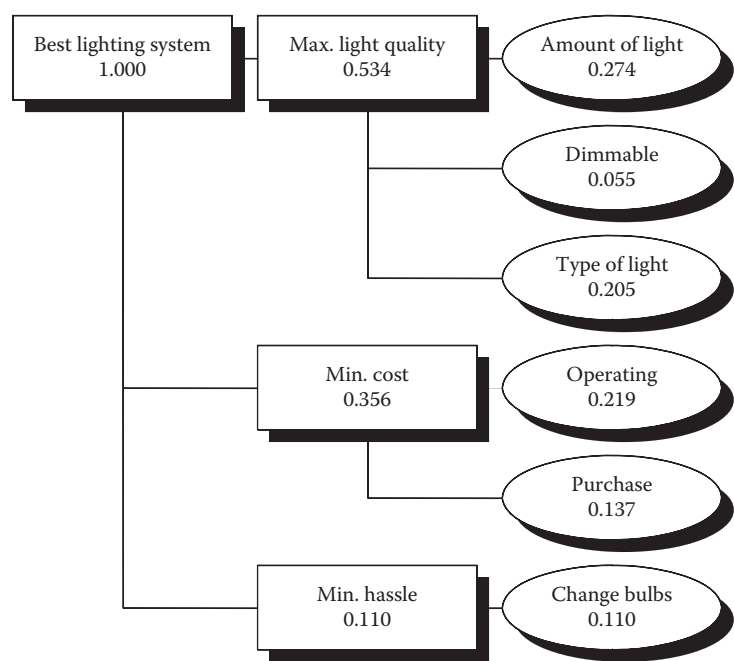 Best lighting system
1.000
Max. light quality
0.534
Amount of light
0.274
Dimmable
0.055
Type of light
0.205
Min. cost
0.356
Operating
0.219
Purchase
0.137
Min. hassle
0.110
Change bulbs
0.110